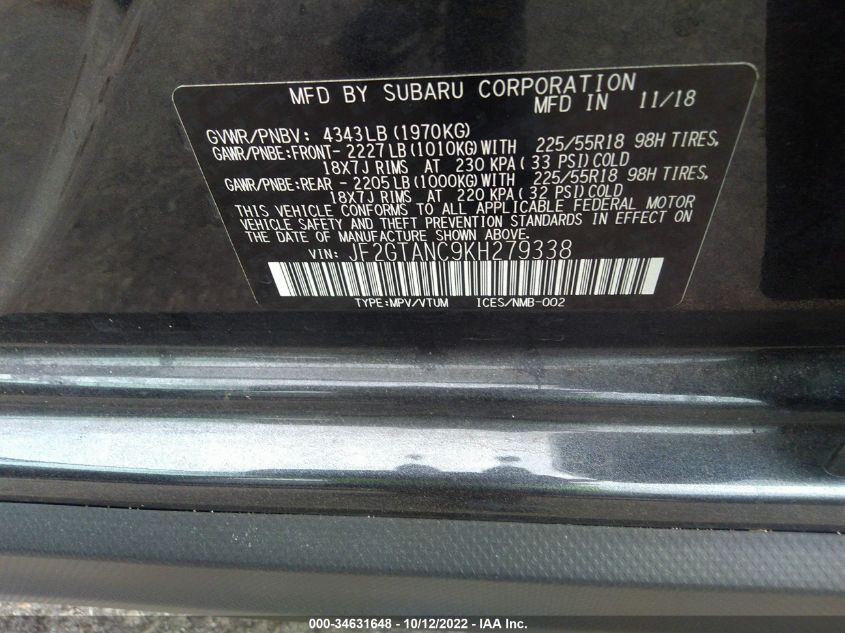 MFD BY SUBARU CORPORATION
MFD IN 11/18
GVWR/PNBV: 4343LB (1970KG)
GAWR/PNBE:FRONT- 2227LB (1010KG) WITH 225/55R18 98H TIRES,
18X7J RIMS AT 230 KPA (33 PSI) COLD
GAWR/PNBE:REAR - 2205LB (1000KG) WITH 225/55R18 98H TIRES,
18X7J RIMS AT 220 KPA (32 PSI) COLD
THIS VEHICLE CONFORMS TO ALL APPLICABLE FEDERAL MOTOR
VEHICLE SAFETY AND THEFT PREVENTION STANDARDS IN EFFECT ON
THE DATE OF MANUFACTURE SHOWN ABOVE.
VIN: JF2GTANC9KH279338
TYPE:MPV/VTUM ICES/NMB-002
000-34631648 - 10/12/2022 - IAA Inc.